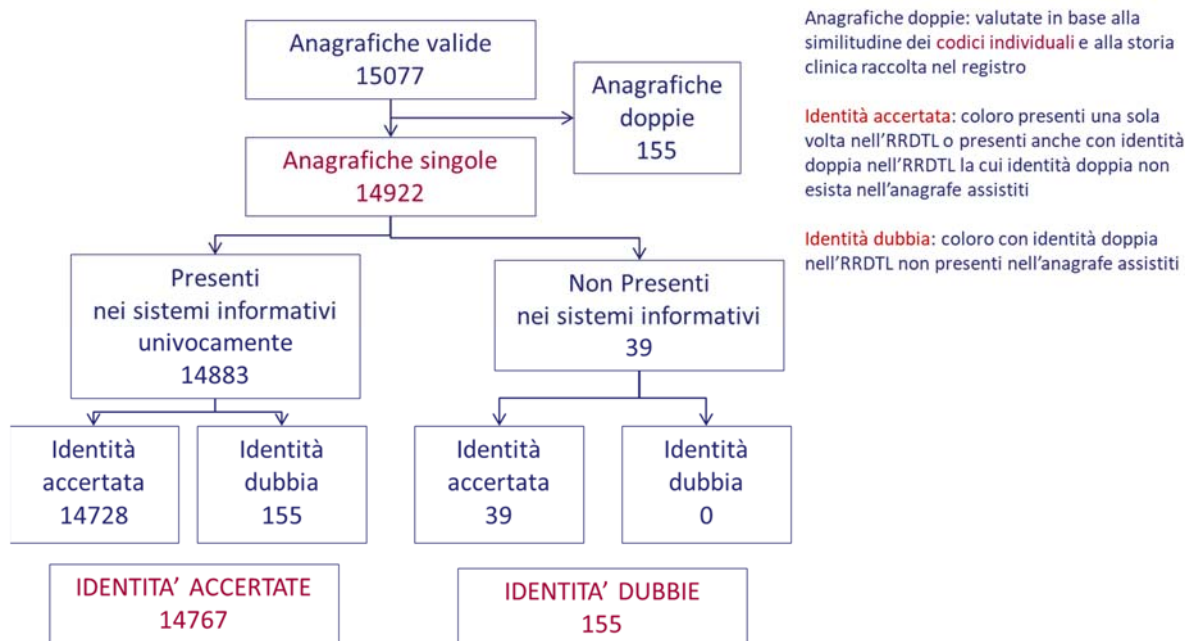 Anagrafiche valide
15077
Anagrafiche
doppie
155
Anagrafiche singole
14922
Presenti
nei sistemi informativi
univocamente
14883
Non Presenti
nei sistemi informativi
39
Identità
accertata
14728
Identità
dubbia
155
Identità
accertata
39
Identità
dubbia
0
IDENTITA’ ACCERTATE
14767
IDENTITA’ DUBBIE
155
Anagrafiche doppie: valutate in base alla
similitudine dei codici individuali e alla storia
clinica raccolta nel registro
Identità accertata: coloro presenti una sola
volta nell’RRDTL o presenti anche con identità
doppia nell’RRDTL la cui identità doppia non
esista nell’anagrafe assistiti
Identità dubbia: coloro con identità doppia
nell’RRDTL non presenti nell’anagrafe assistiti